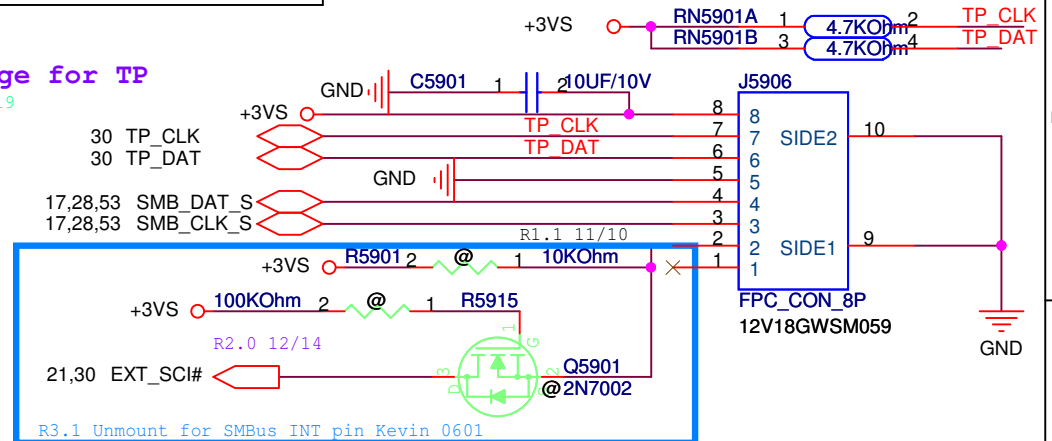 +3VS RN5901A 1 4.7KOhm 2 TP_CLK
RN5901B 3 4.7KOhm 4 TP_DAT
ge for TP
19
GND C5901 1 2 10UF/10V J5906
+3VS 8 8
30 TP_CLK TP_CLK 7 7 SIDE2 10
30 TP_DAT TP_DAT 6 6
GND 5 5
17,28,53 SMB_DAT_S 4 4
17,28,53 SMB_CLK_S 3 3
R1.1 11/10 2 2 SIDE1 9
+3VS R5901 2 @ 1 10KOhm 1 1
+3VS 100KOhm 2 @ 1 R5915 FPC_CON_8P
12V18GWSM059
R2.0 12/14 1 G GND
21,30 EXT_SCI# 3 D 2 Q5901
@ 2N7002
R3.1 Unmount for SMBus INT pin Kevin 0601